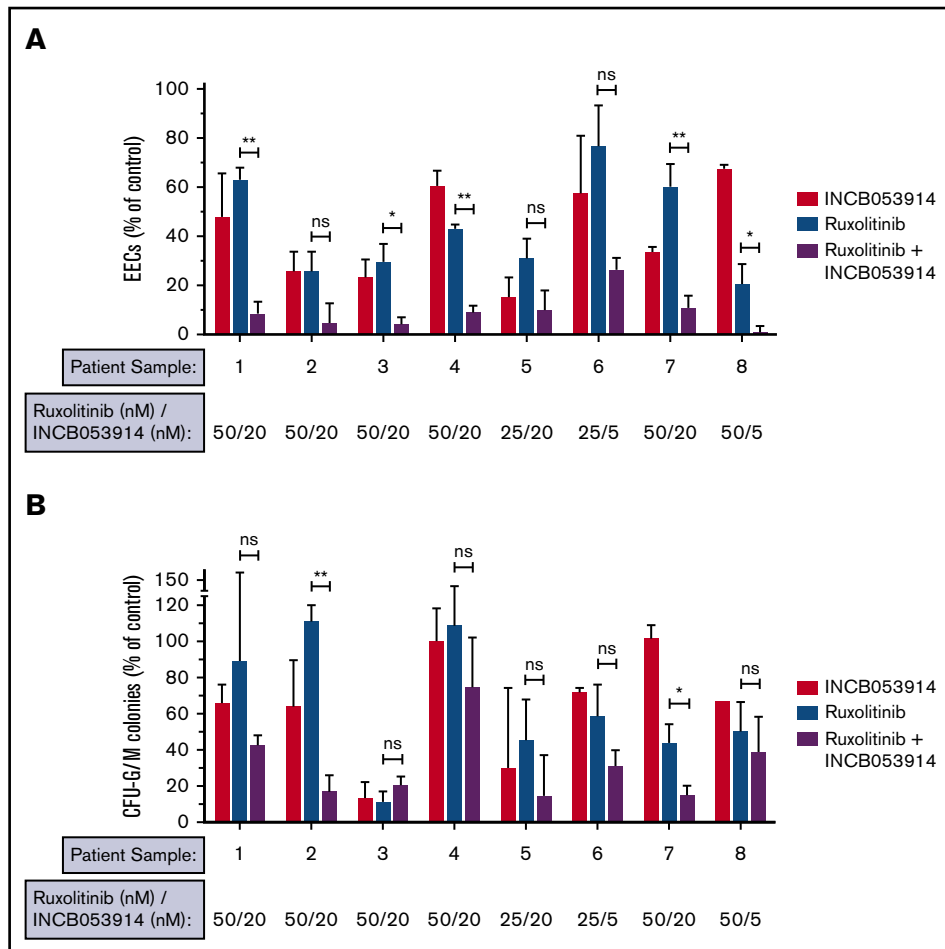 A
EECs (% of control)
100
80
60
40
20
0
** ns * ** ns ns ** *
INCB053914
Ruxolitinib
Ruxolitinib +
INCB053914
Patient Sample: 1 2 3 4 5 6 7 8
Ruxolitinib (nM) /
INCB053914 (nM): 50/20 50/20 50/20 50/20 25/20 25/5 50/20 50/5
B
CFU-G/M colonies (% of control)
150
120
100
80
60
40
20
0
ns ** ns ns ns ns * ns
INCB053914
Ruxolitinib
Ruxolitinib +
INCB053914
Patient Sample: 1 2 3 4 5 6 7 8
Ruxolitinib (nM) /
INCB053914 (nM): 50/20 50/20 50/20 50/20 25/20 25/5 50/20 50/5